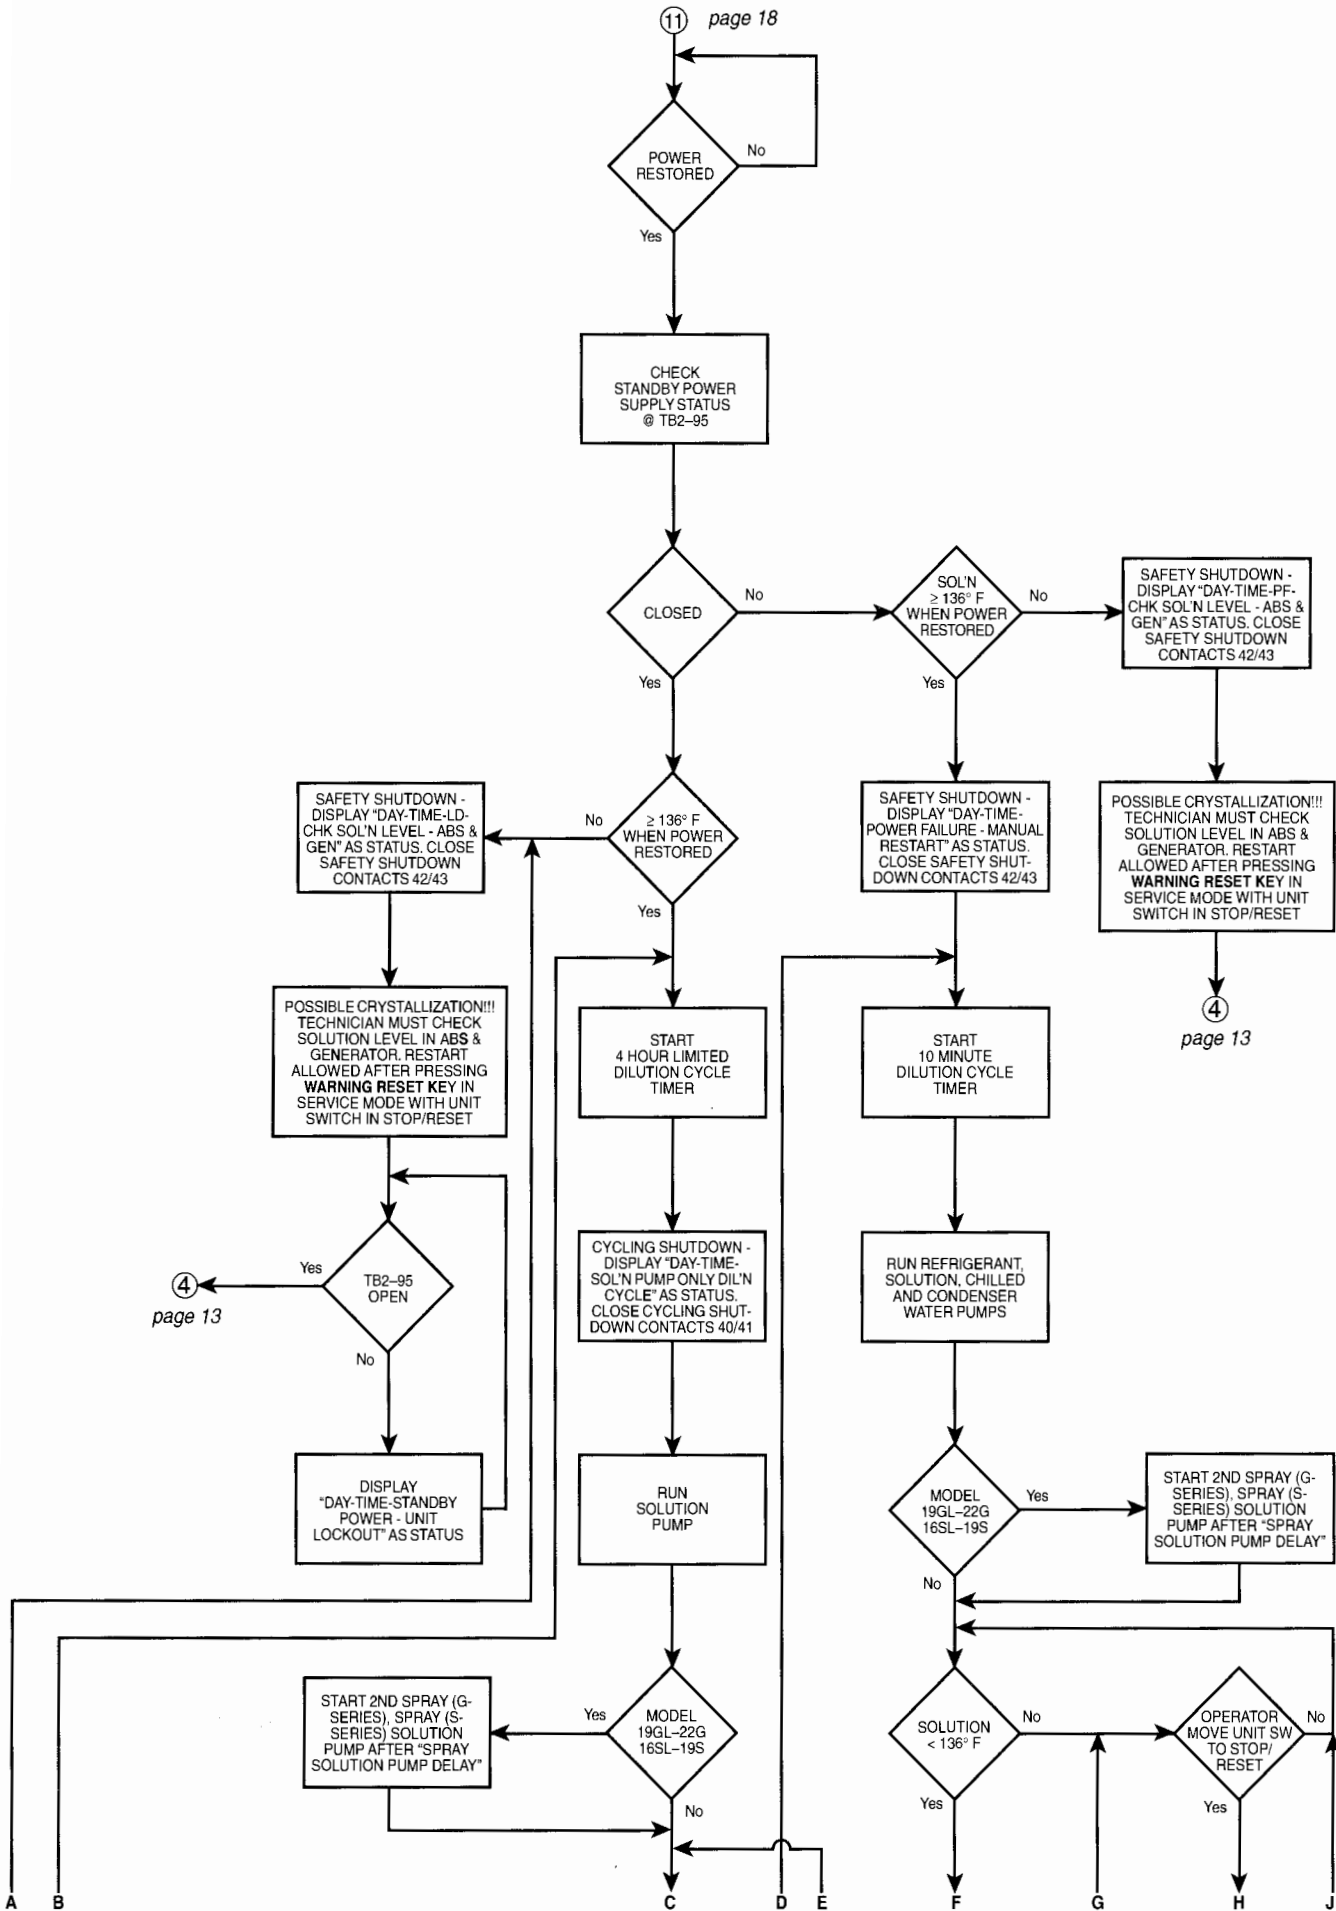 11 page 18
POWER
RESTORED
No
Yes
CHECK
STANDBY POWER
SUPPLY STATUS
@ TB2–95
CLOSED
No
Yes
SOL'N
≥ 136° F
WHEN POWER
RESTORED
No
Yes
SAFETY SHUTDOWN -
DISPLAY "DAY-TIME-PF-
CHK SOL'N LEVEL - ABS &
GEN" AS STATUS. CLOSE
SAFETY SHUTDOWN
CONTACTS 42/43
SAFETY SHUTDOWN -
DISPLAY "DAY-TIME-LD-
CHK SOL'N LEVEL - ABS &
GEN" AS STATUS. CLOSE
SAFETY SHUTDOWN
CONTACTS 42/43
No
≥ 136° F
WHEN POWER
RESTORED
Yes
SAFETY SHUTDOWN -
DISPLAY "DAY-TIME-
POWER FAILURE - MANUAL
RESTART" AS STATUS.
CLOSE SAFETY SHUT-
DOWN CONTACTS 42/43
POSSIBLE CRYSTALLIZATION!!!
TECHNICIAN MUST CHECK
SOLUTION LEVEL IN ABS &
GENERATOR. RESTART
ALLOWED AFTER PRESSING
WARNING RESET KEY IN
SERVICE MODE WITH UNIT
SWITCH IN STOP/RESET
4
page 13
POSSIBLE CRYSTALLIZATION!!!
TECHNICIAN MUST CHECK
SOLUTION LEVEL IN ABS &
GENERATOR. RESTART
ALLOWED AFTER PRESSING
WARNING RESET KEY IN
SERVICE MODE WITH UNIT
SWITCH IN STOP/RESET
START
4 HOUR LIMITED
DILUTION CYCLE
TIMER
START
10 MINUTE
DILUTION CYCLE
TIMER
4
page 13
Yes
TB2–95
OPEN
No
CYCLING SHUTDOWN -
DISPLAY "DAY-TIME-
SOL'N PUMP ONLY DIL'N
CYCLE" AS STATUS.
CLOSE CYCLING SHUT-
DOWN CONTACTS 40/41
RUN REFRIGERANT,
SOLUTION, CHILLED
AND CONDENSER
WATER PUMPS
DISPLAY
"DAY-TIME-STANDBY
POWER - UNIT
LOCKOUT" AS STATUS
RUN
SOLUTION
PUMP
MODEL
19GL–22G
16SL–19S
Yes
No
START 2ND SPRAY (G-
SERIES), SPRAY (S-
SERIES) SOLUTION
PUMP AFTER "SPRAY
SOLUTION PUMP DELAY"
START 2ND SPRAY (G-
SERIES), SPRAY (S-
SERIES) SOLUTION
PUMP AFTER "SPRAY
SOLUTION PUMP DELAY"
Yes
MODEL
19GL–22G
16SL–19S
No
SOLUTION
< 136° F
No
Yes
OPERATOR
MOVE UNIT SW
TO STOP/
RESET
No
Yes
A B C D E F G H J